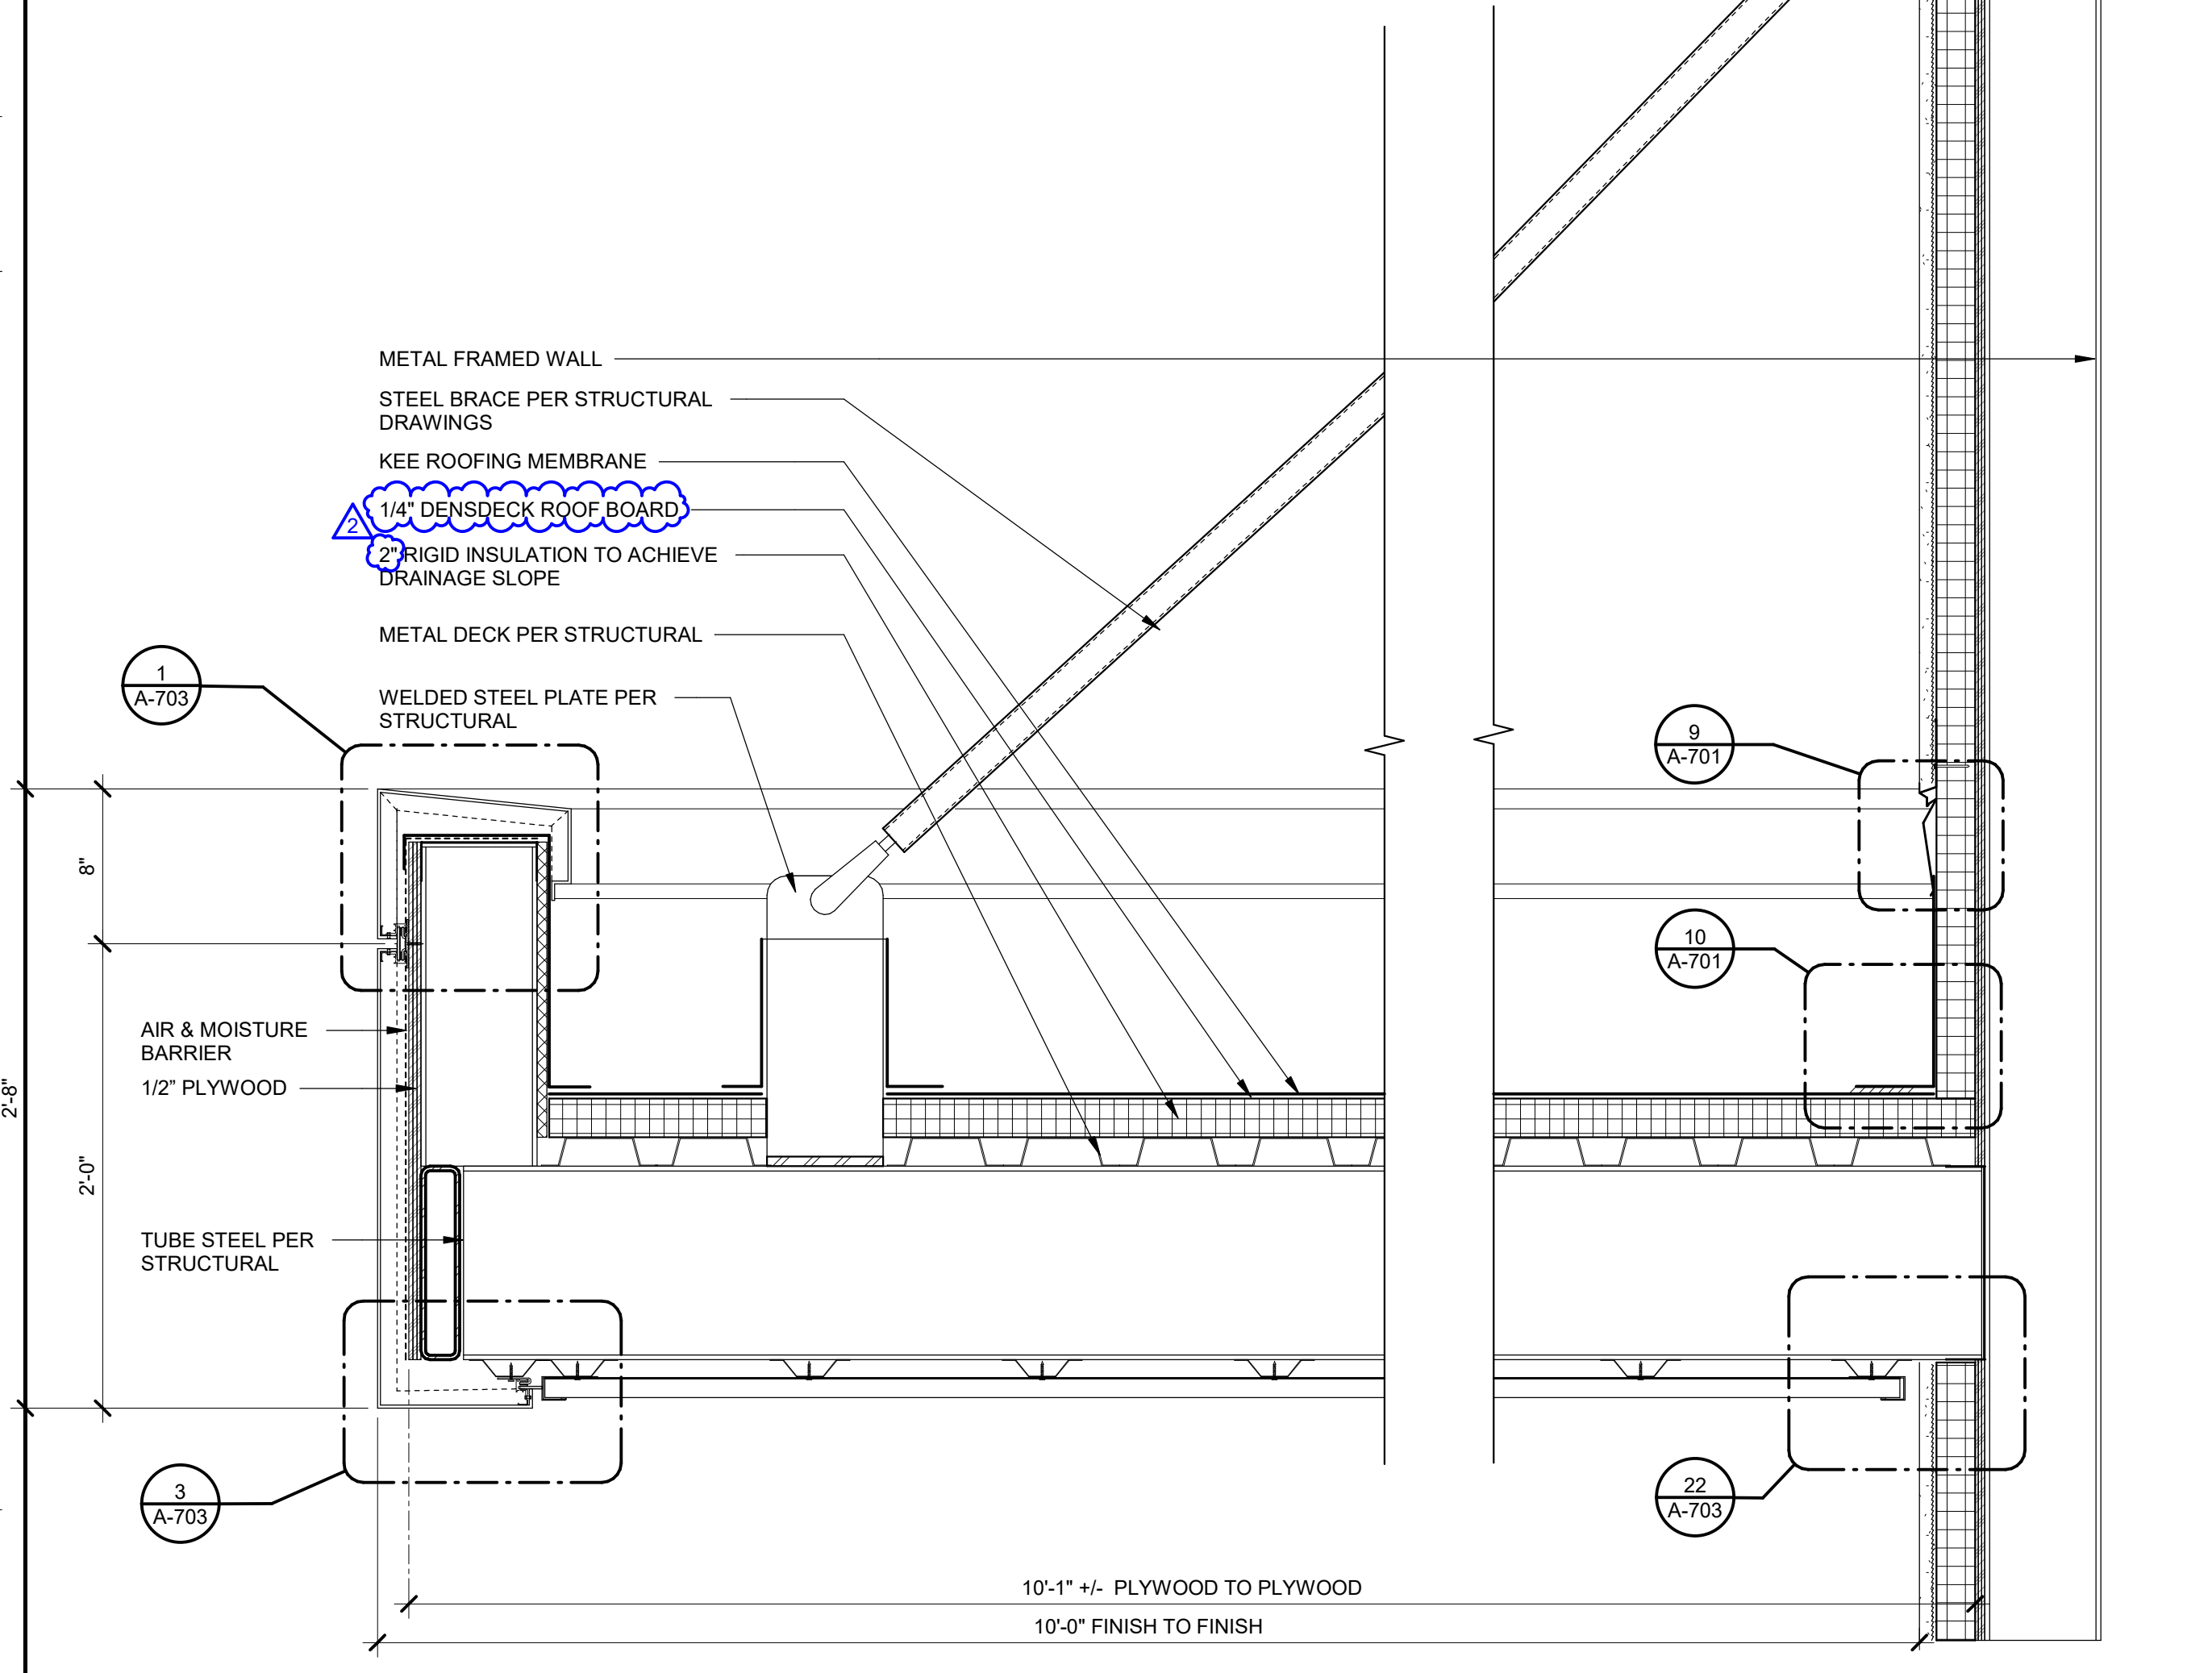 METAL FRAMED WALL
STEEL BRACE PER STRUCTURAL
DRAWINGS
KEE ROOFING MEMBRANE
1/4" DENSDECK ROOF BOARD
2
2" RIGID INSULATION TO ACHIEVE
DRAINAGE SLOPE
METAL DECK PER STRUCTURAL
WELDED STEEL PLATE PER
STRUCTURAL
1
A-703
9
A-701
8"
10
A-701
AIR & MOISTURE
BARRIER
1/2” PLYWOOD
2'-8"
2'-0"
TUBE STEEL PER
STRUCTURAL
3
A-703
22
A-703
10'-1" +/- PLYWOOD TO PLYWOOD
10'-0" FINISH TO FINISH